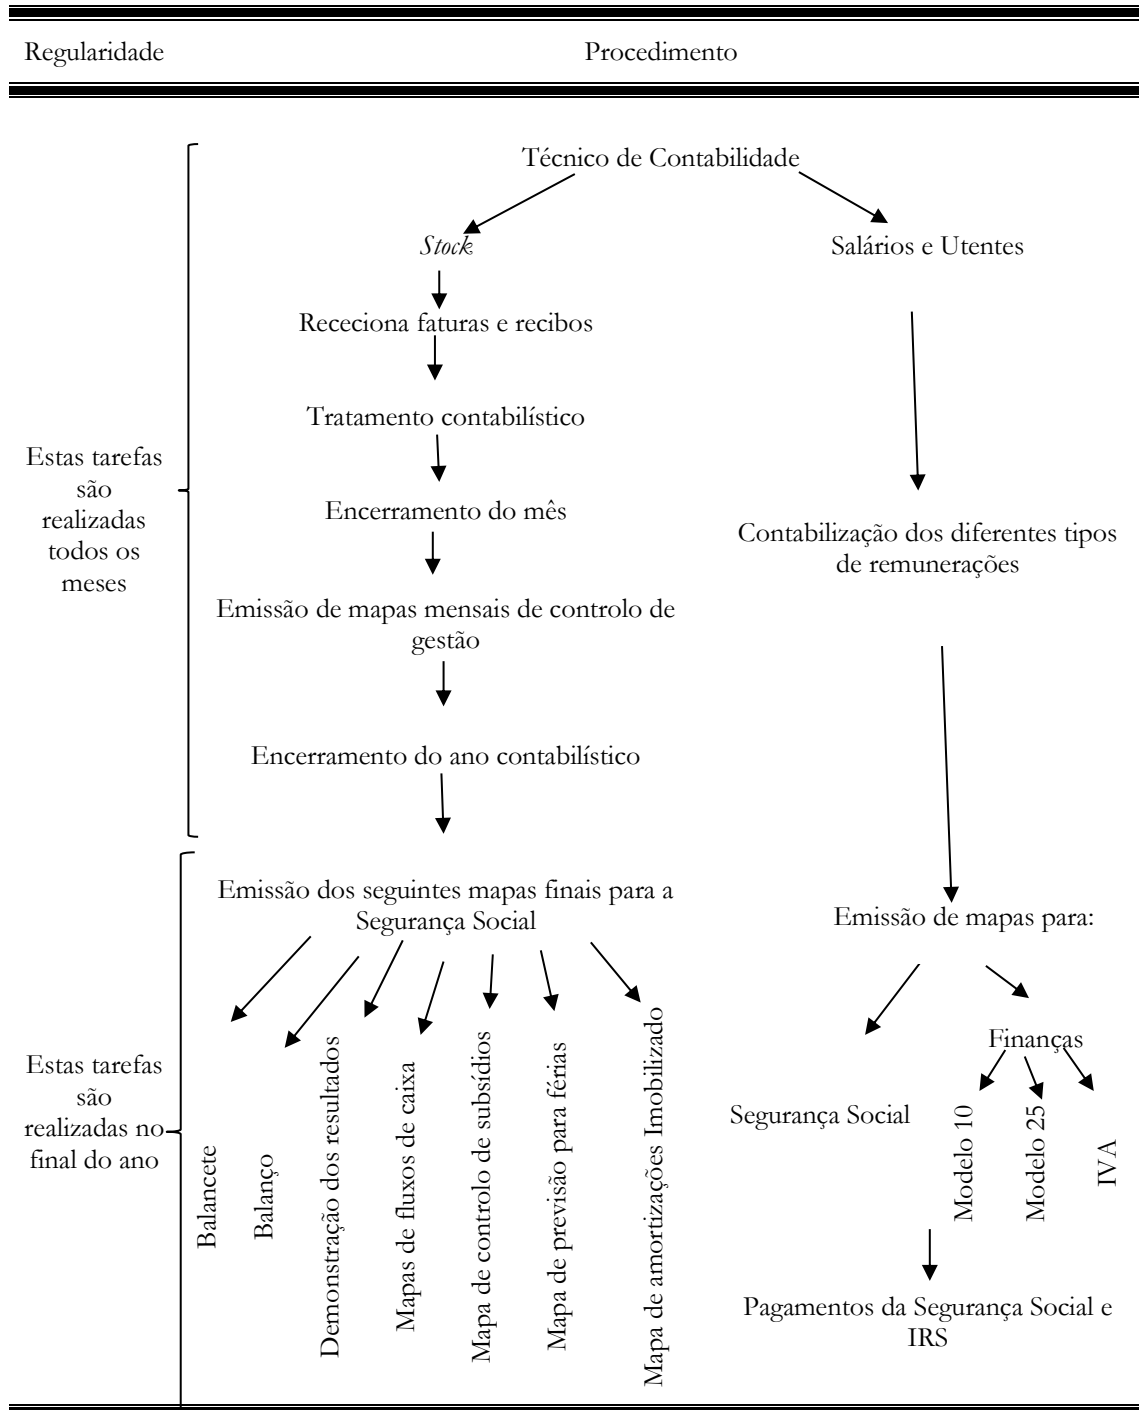 Regularidade
Procedimento
Técnico de Contabilidade
Stock
Salários e Utentes
Receciona faturas e recibos
Tratamento contabilístico
Estas tarefas
são
realizadas
todos os
meses
Encerramento do mês
Contabilização dos diferentes tipos
de remunerações
Emissão de mapas mensais de controlo de
gestão
Encerramento do ano contabilístico
Emissão dos seguintes mapas finais para a
Segurança Social
Emissão de mapas para:
Estas tarefas
são
realizadas no
final do ano
Balancete
Balanço
Demonstração dos resultados
Mapas de fluxos de caixa
Mapa de controlo de subsídios
Mapa de previsão para férias
Mapa de amortizações Imobilizado
Segurança Social
Finanças
Modelo 10
Modelo 25
IVA
Pagamentos da Segurança Social e
IRS